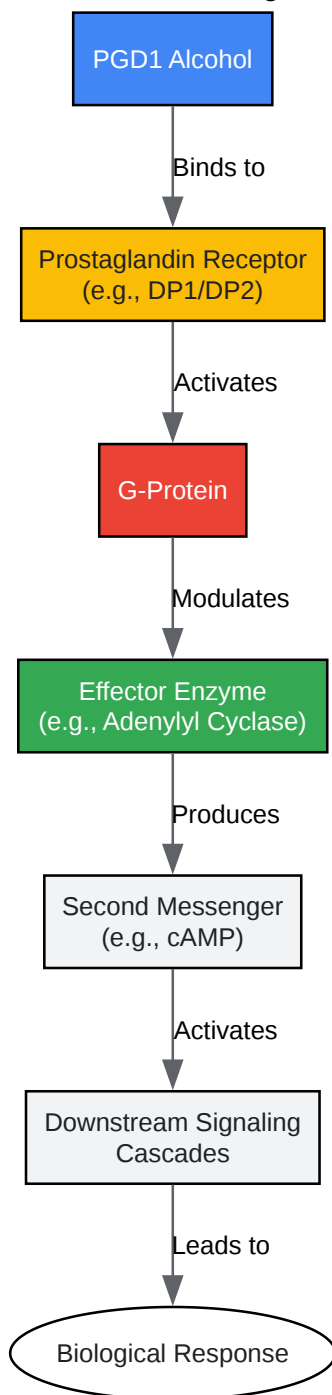 PGD1 Alcohol
Binds to
Prostaglandin Receptor
(e.g., DP1/DP2)
Activates
G-Protein
Modulates
Effector Enzyme
(e.g., Adenylyl Cyclase)
Produces
Second Messenger
(e.g., cAMP)
Activates
Downstream Signaling
Cascades
Leads to
Biological Response